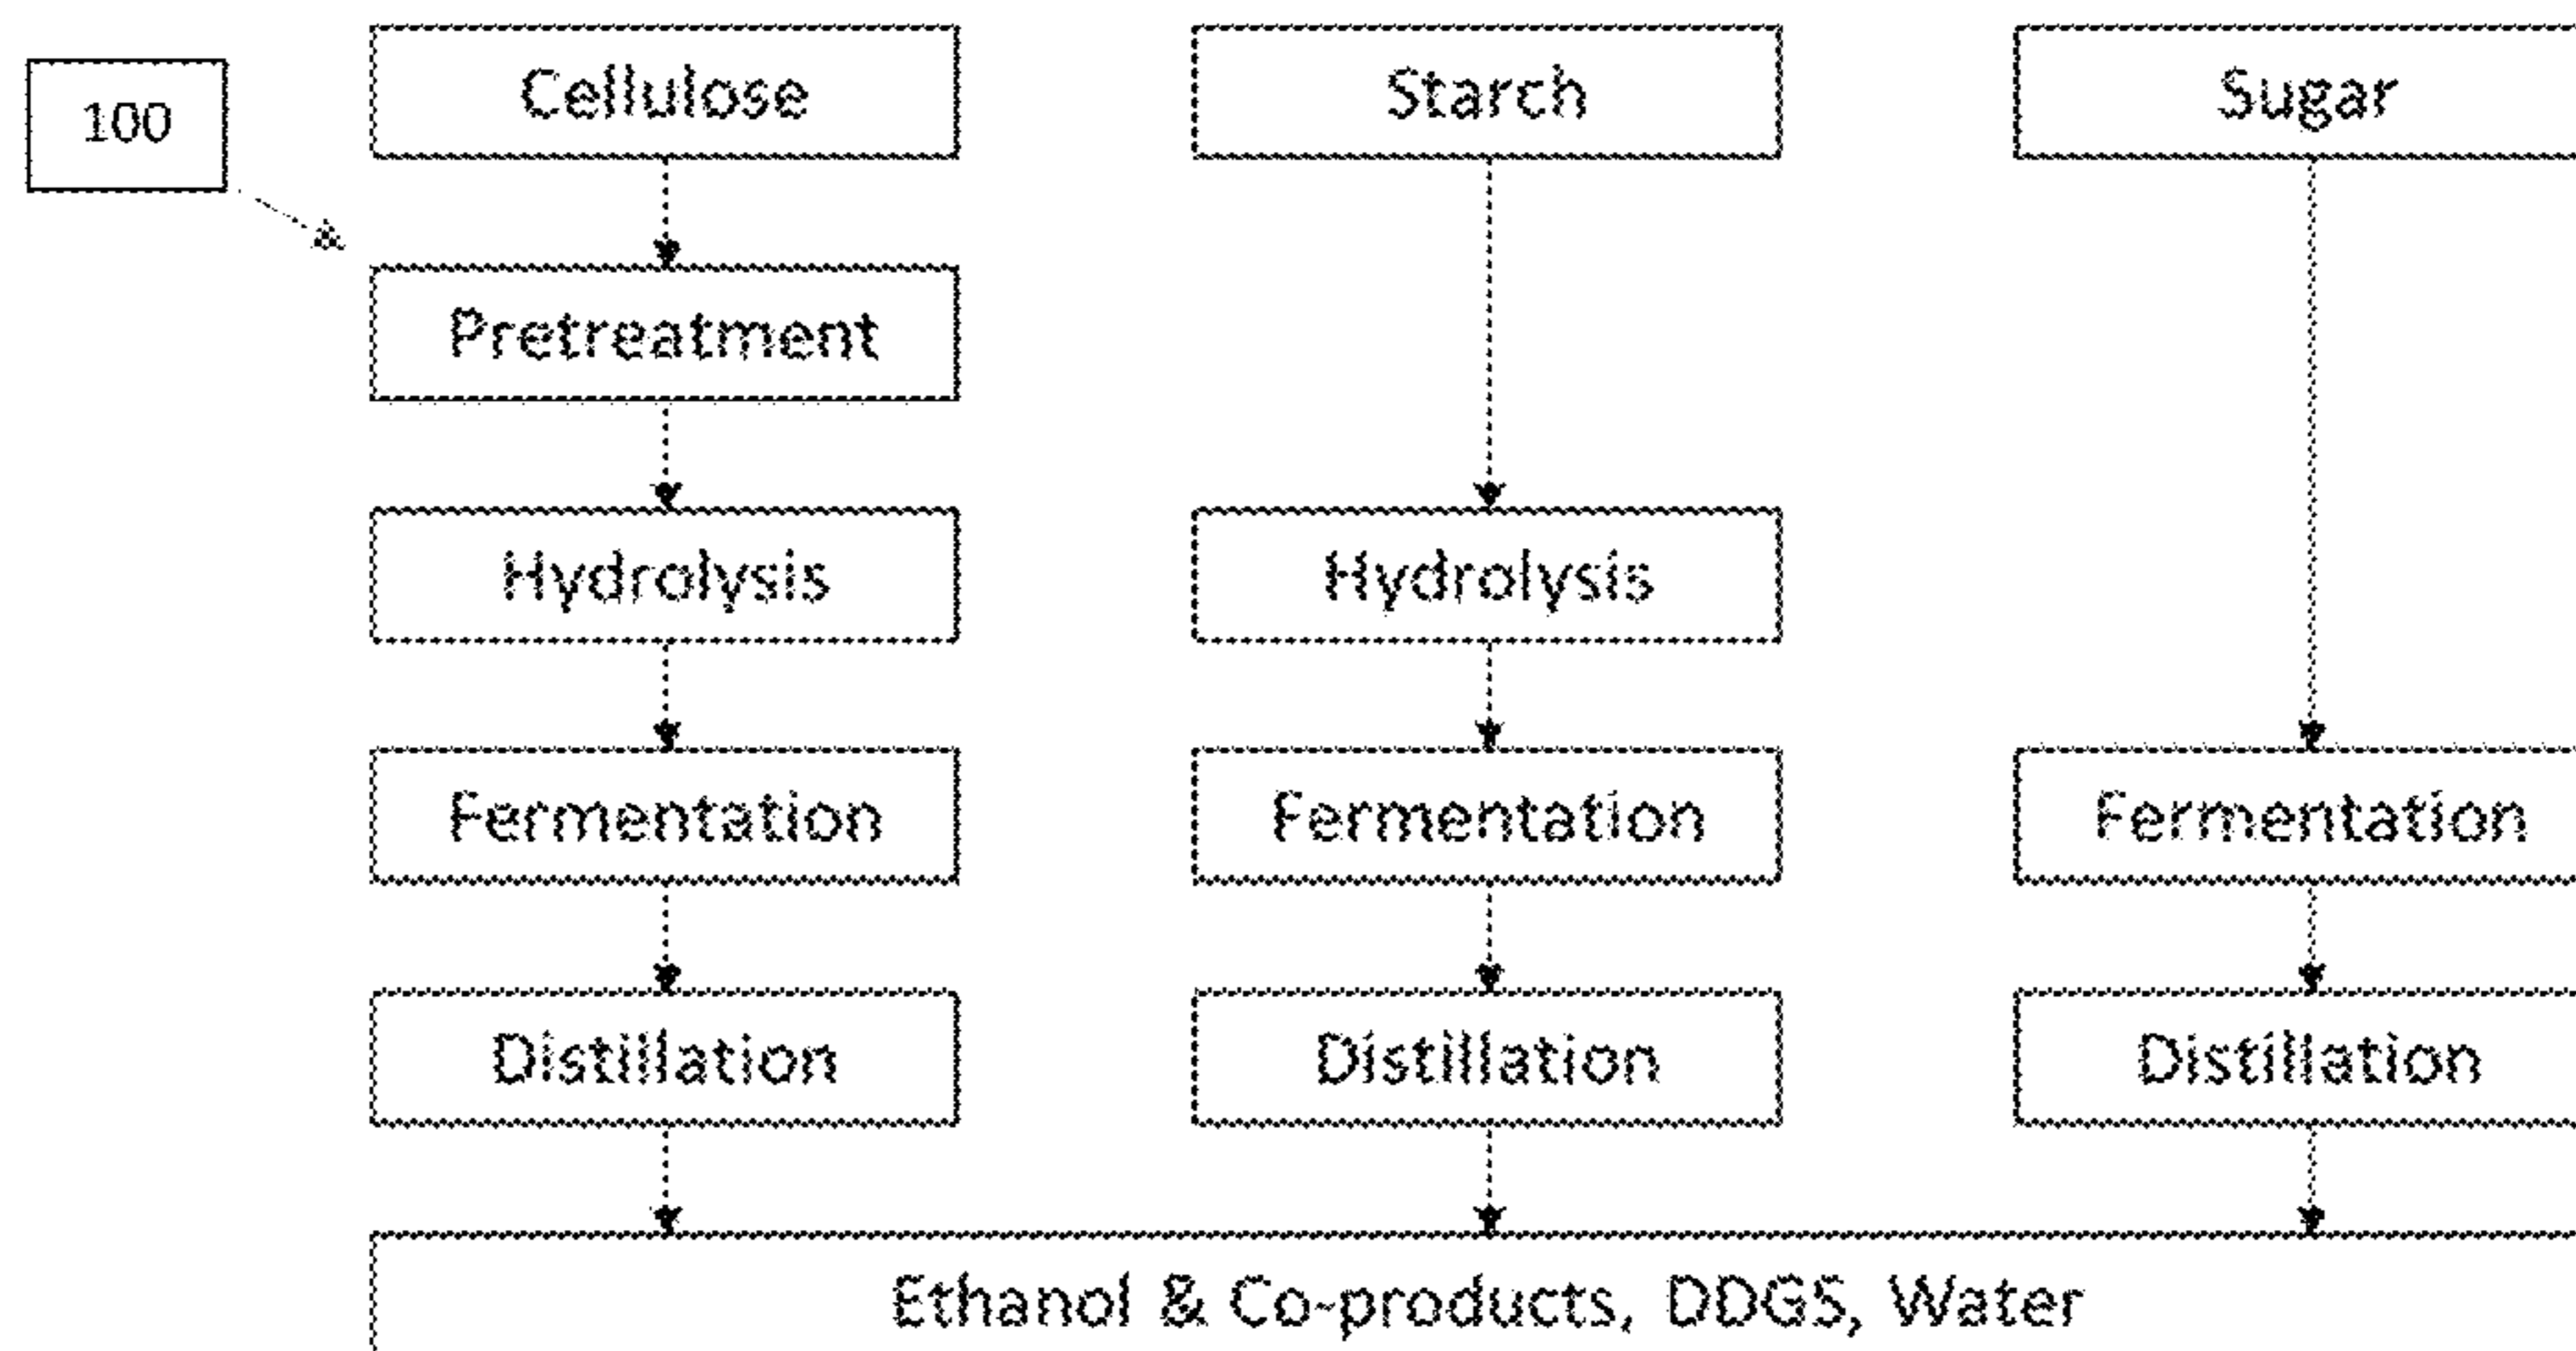 100
Cellulose
Starch
Sugar
Pretreatment
Hydrolysis
Hydrolysis
Fermentation
Fermentation
Fermentation
Distillation
Distillation
Distillation
Ethanol & Co-products, DDGS, Water